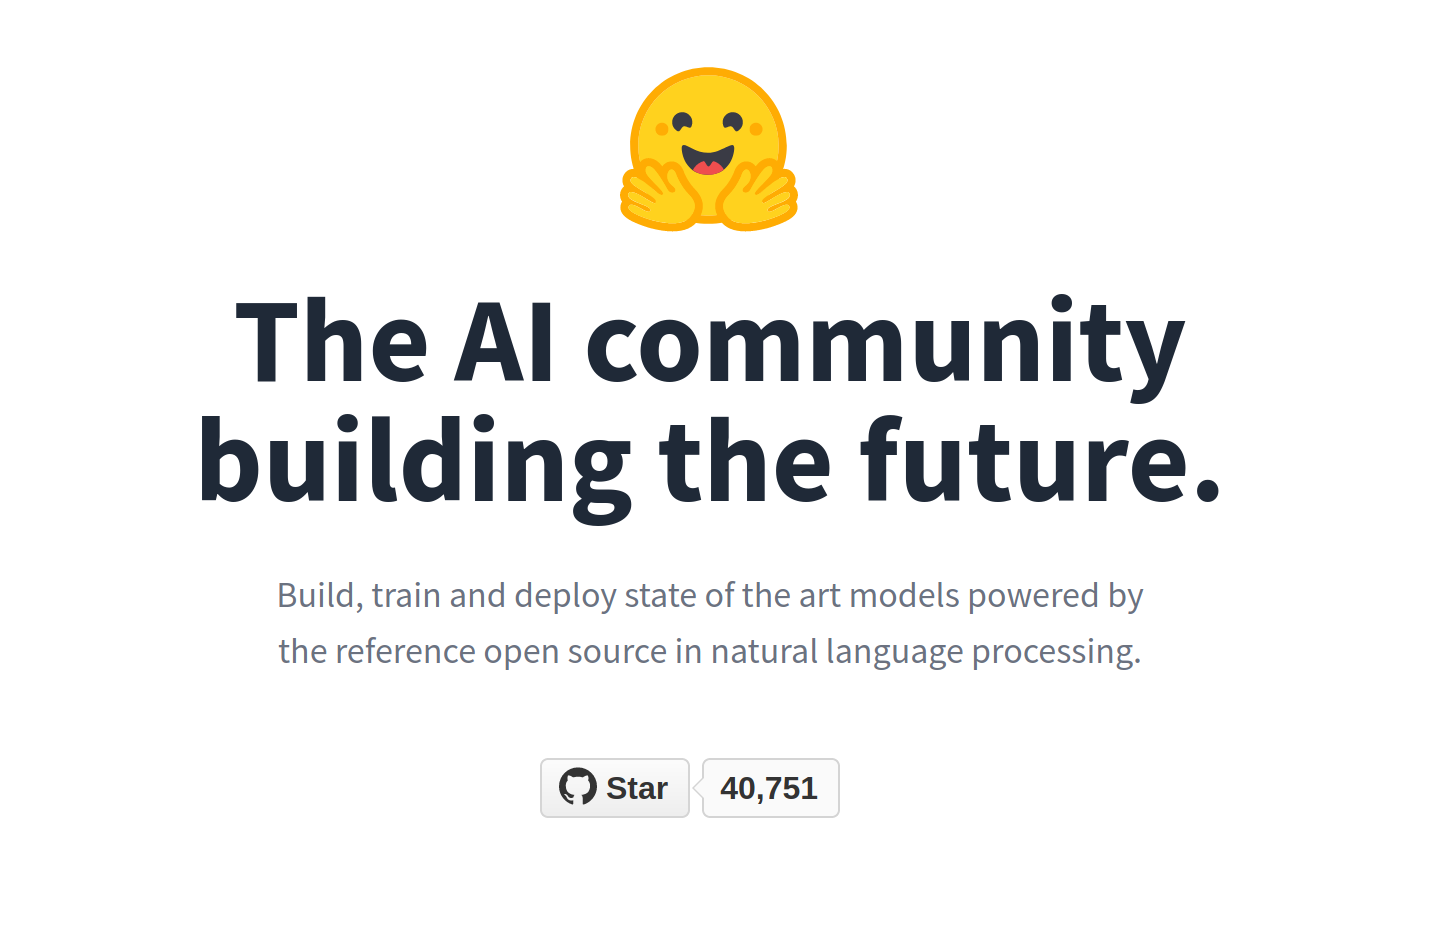 The AI community
building the future.
Build, train and deploy state of the art models powered by
the reference open source in natural language processing.
Star 40,751